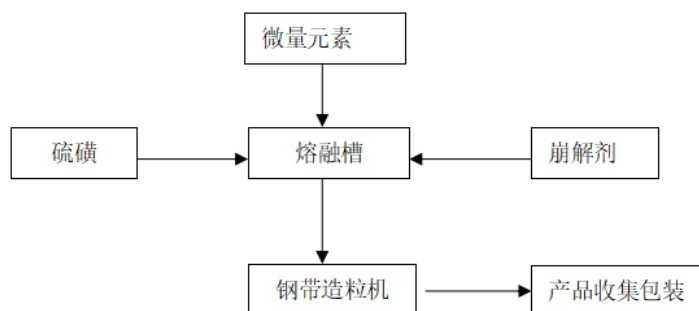 微量元素
硫磺
熔融槽
崩解剂
钢带造粒机
产品收集包装